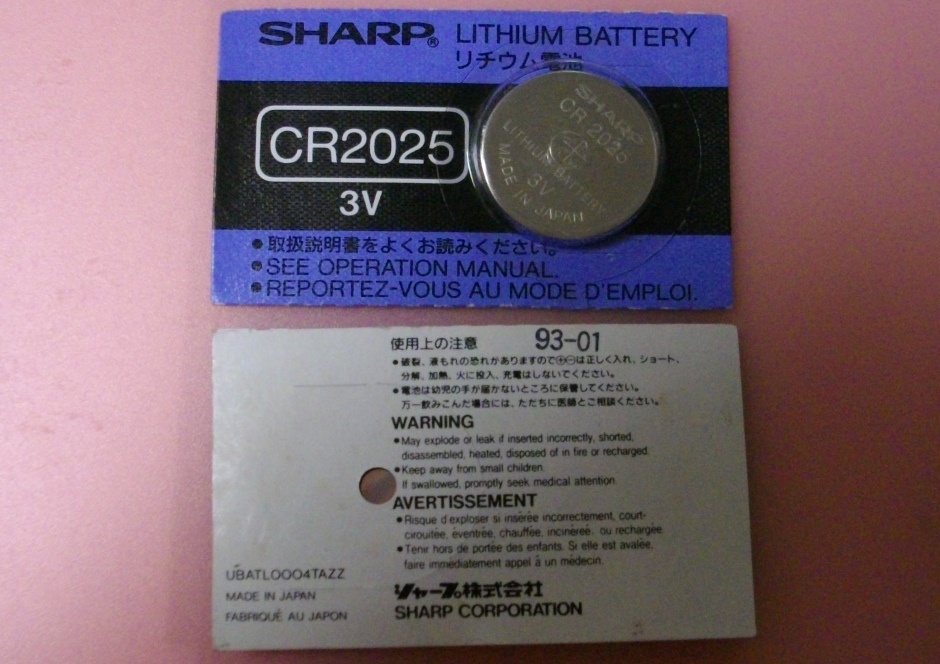 SHARP® LITHIUM BATTERY
リチウム電池
CR2025
3V
SHARP
CR 2025
LITHIUM BATTERY
3V
MADE IN JAPAN
•取扱説明書をよくお読みください。
•SEE OPERATION MANUAL.
•REPORTEZ-VOUS AU MODE D'EMPLOI.
使用上の注意 93-01
•破裂、液もれの恐れがありますので⊕⊖は正しく入れ、ショート、
分解、加熱、火に投入、充電はしないでください。
•電池は幼児の手が届かないところに保管してください。
万一飲みこんだ場合には、ただちに医師とご相談ください。
WARNING
•May explode or leak if inserted incorrectly, shorted,
disassembled, heated, disposed of in fire or recharged.
•Keep away from small children.
If swallowed, promptly seek medical attention.
AVERTISSEMENT
•Risque d'exploser si insérée incorrectement, court-
cirouitée, éventrée, chauffée, incinérée, ou rechargée.
•Tenir hors de portée des enfants. Si elle est avalée,
faire immédiatement appel à un médecin.
UBATL0004TAZZ
MADE IN JAPAN
FABRIQUÉ AU JAPON
シャープ株式会社
SHARP CORPORATION